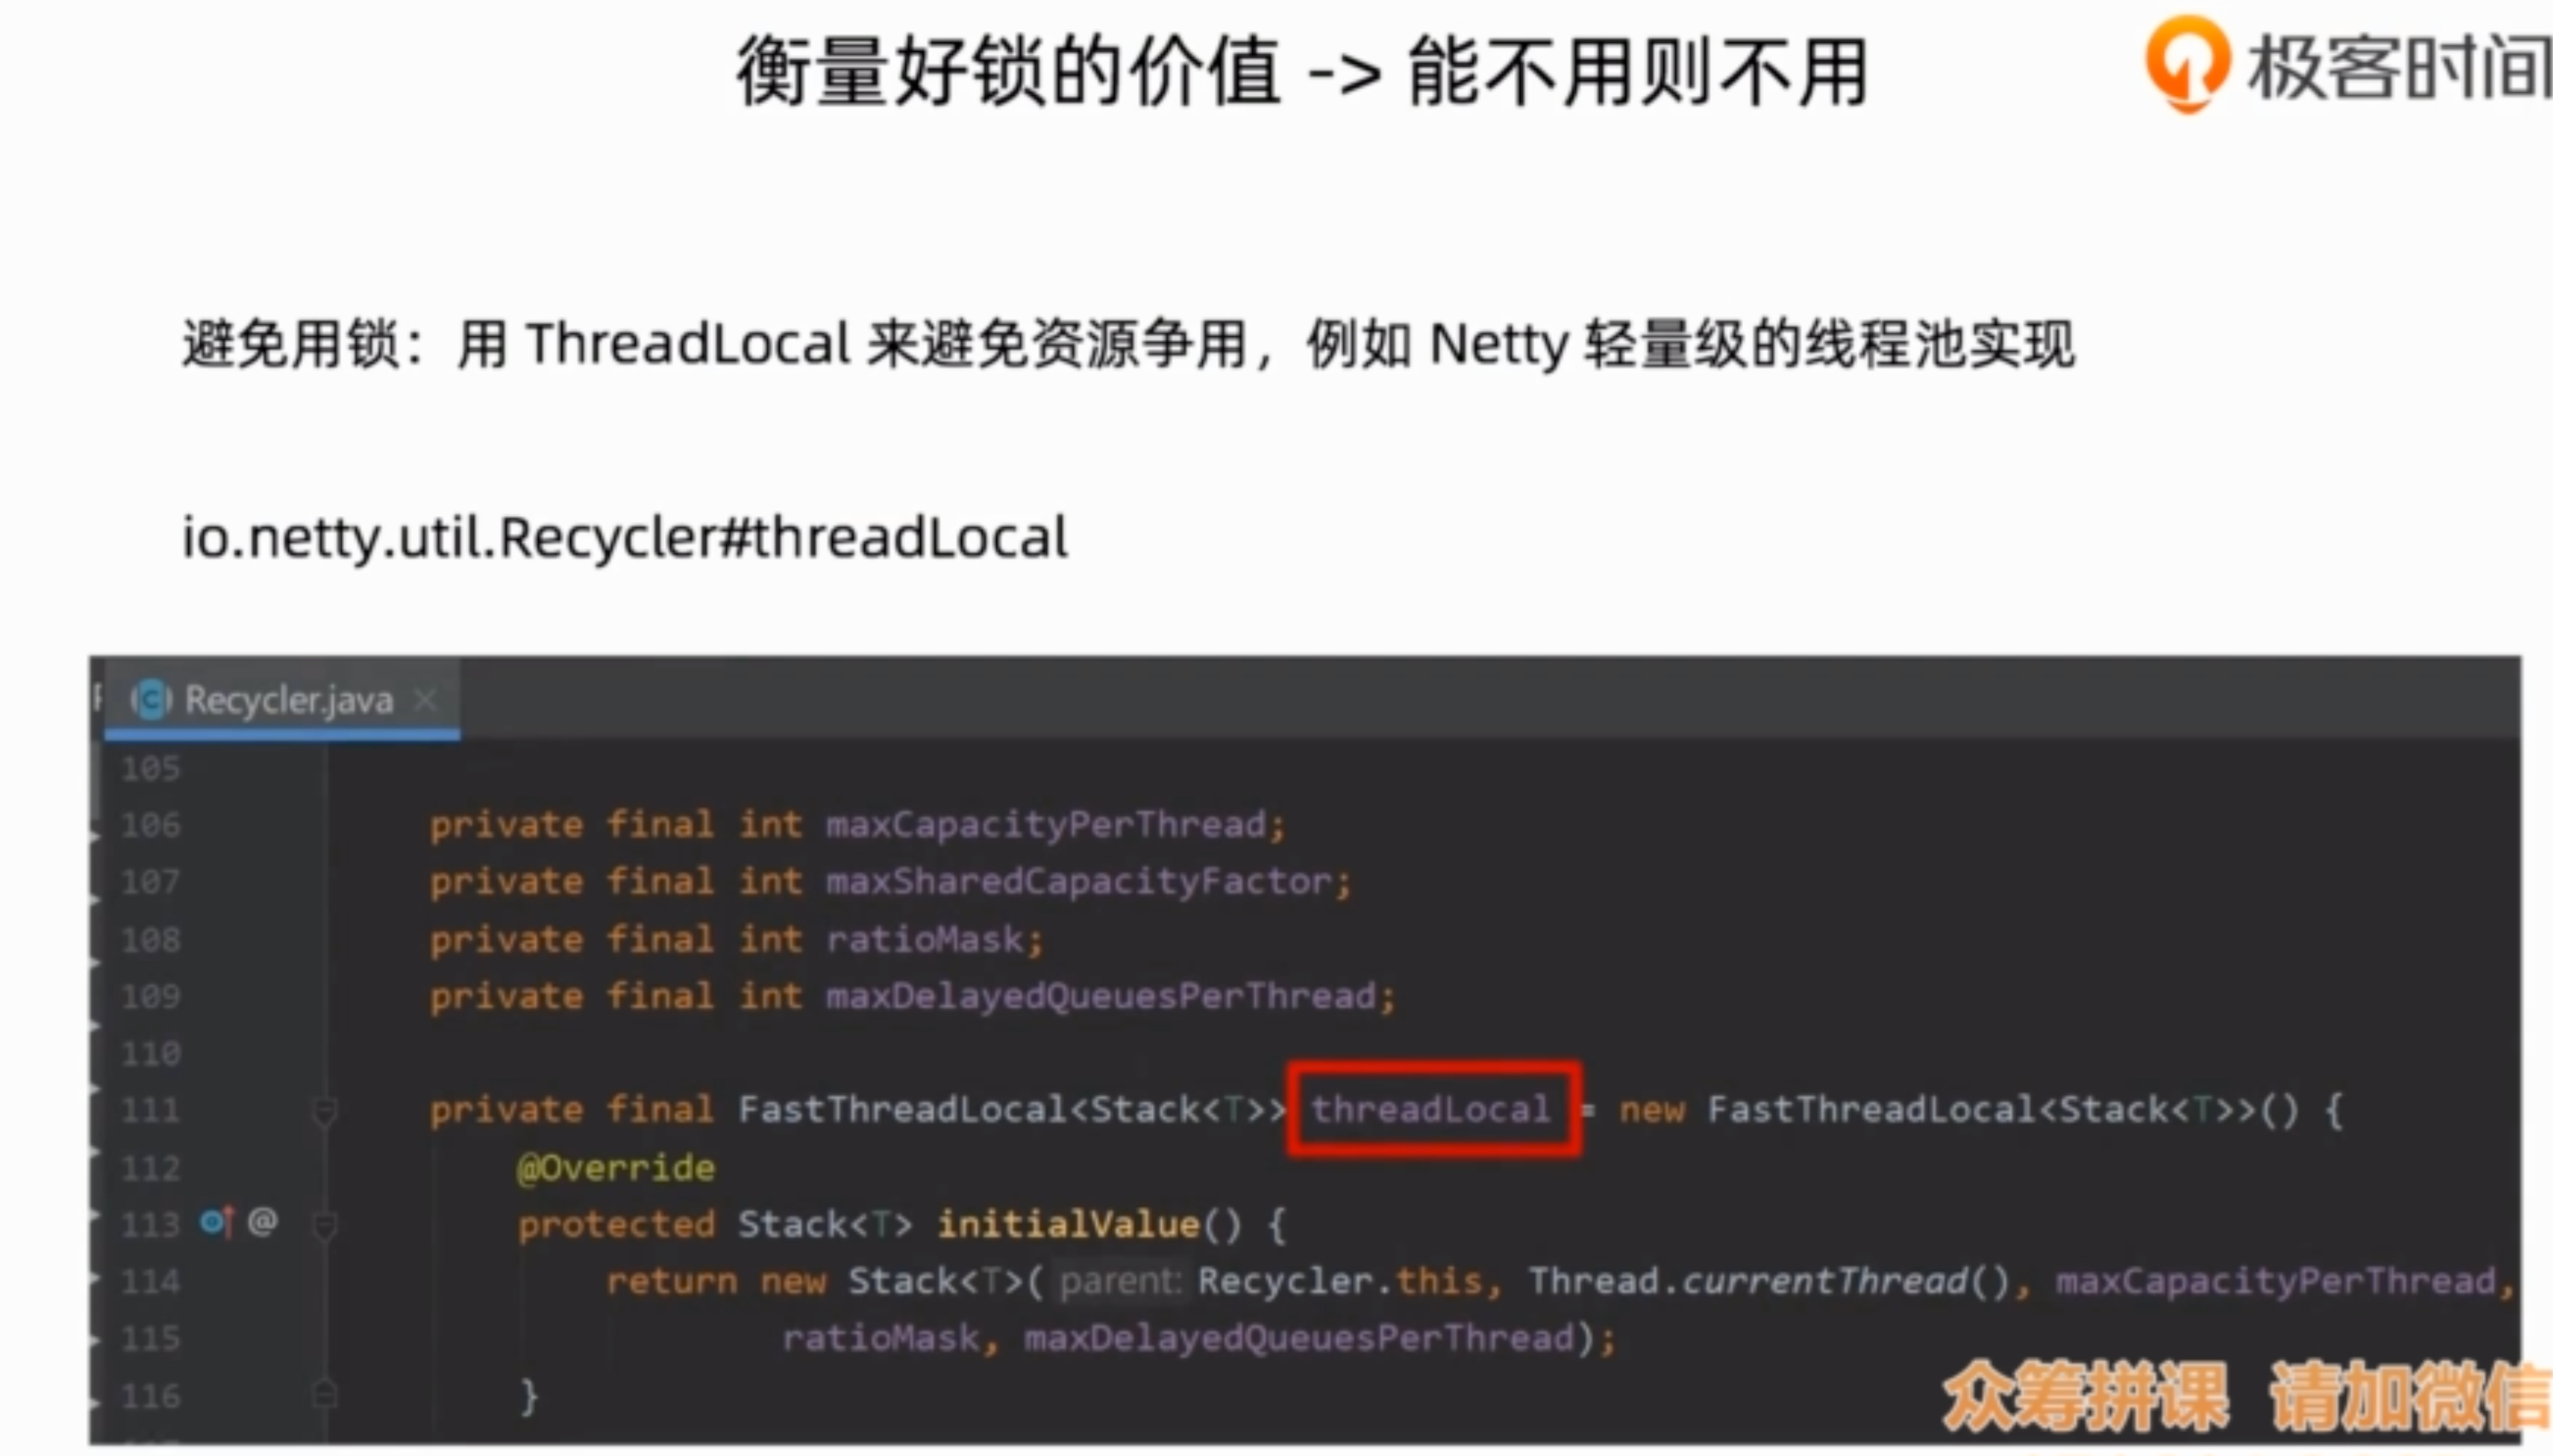 衡量好锁的价值 -> 能不用则不用
极客时间
避免用锁：用 ThreadLocal 来避免资源争用，例如 Netty 轻量级的线程池实现
io.netty.util.Recycler#threadLocal
Recycler.java
105
106 private final int maxCapacityPerThread;
107 private final int maxSharedCapacityFactor;
108 private final int ratioMask;
109 private final int maxDelayedQueuesPerThread;
110
111 private final FastThreadLocal<Stack<T>> threadLocal = new FastThreadLocal<Stack<T>>() {
112 @Override
113 @ protected Stack<T> initialValue() {
114 return new Stack<T>( parent: Recycler.this, Thread.currentThread(), maxCapacityPerThread,
115 ratioMask, maxDelayedQueuesPerThread);
116 }
众筹拼课 请加微信